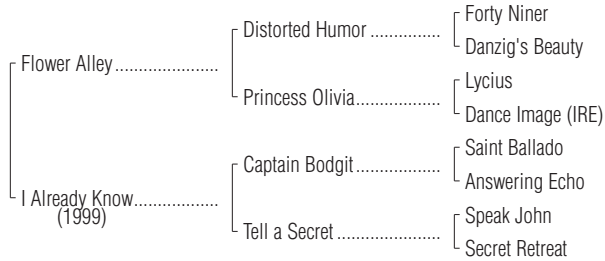 Forty Niner
Distorted Humor ...............
Danzig's Beauty
Flower Alley ......................
Lycius
Princess Olivia..................
Dance Image (IRE)
Saint Ballado
Captain Bodgit..................
Answering Echo
I Already Know..................
(1999)
Speak John
Tell a Secret ......................
Secret Retreat